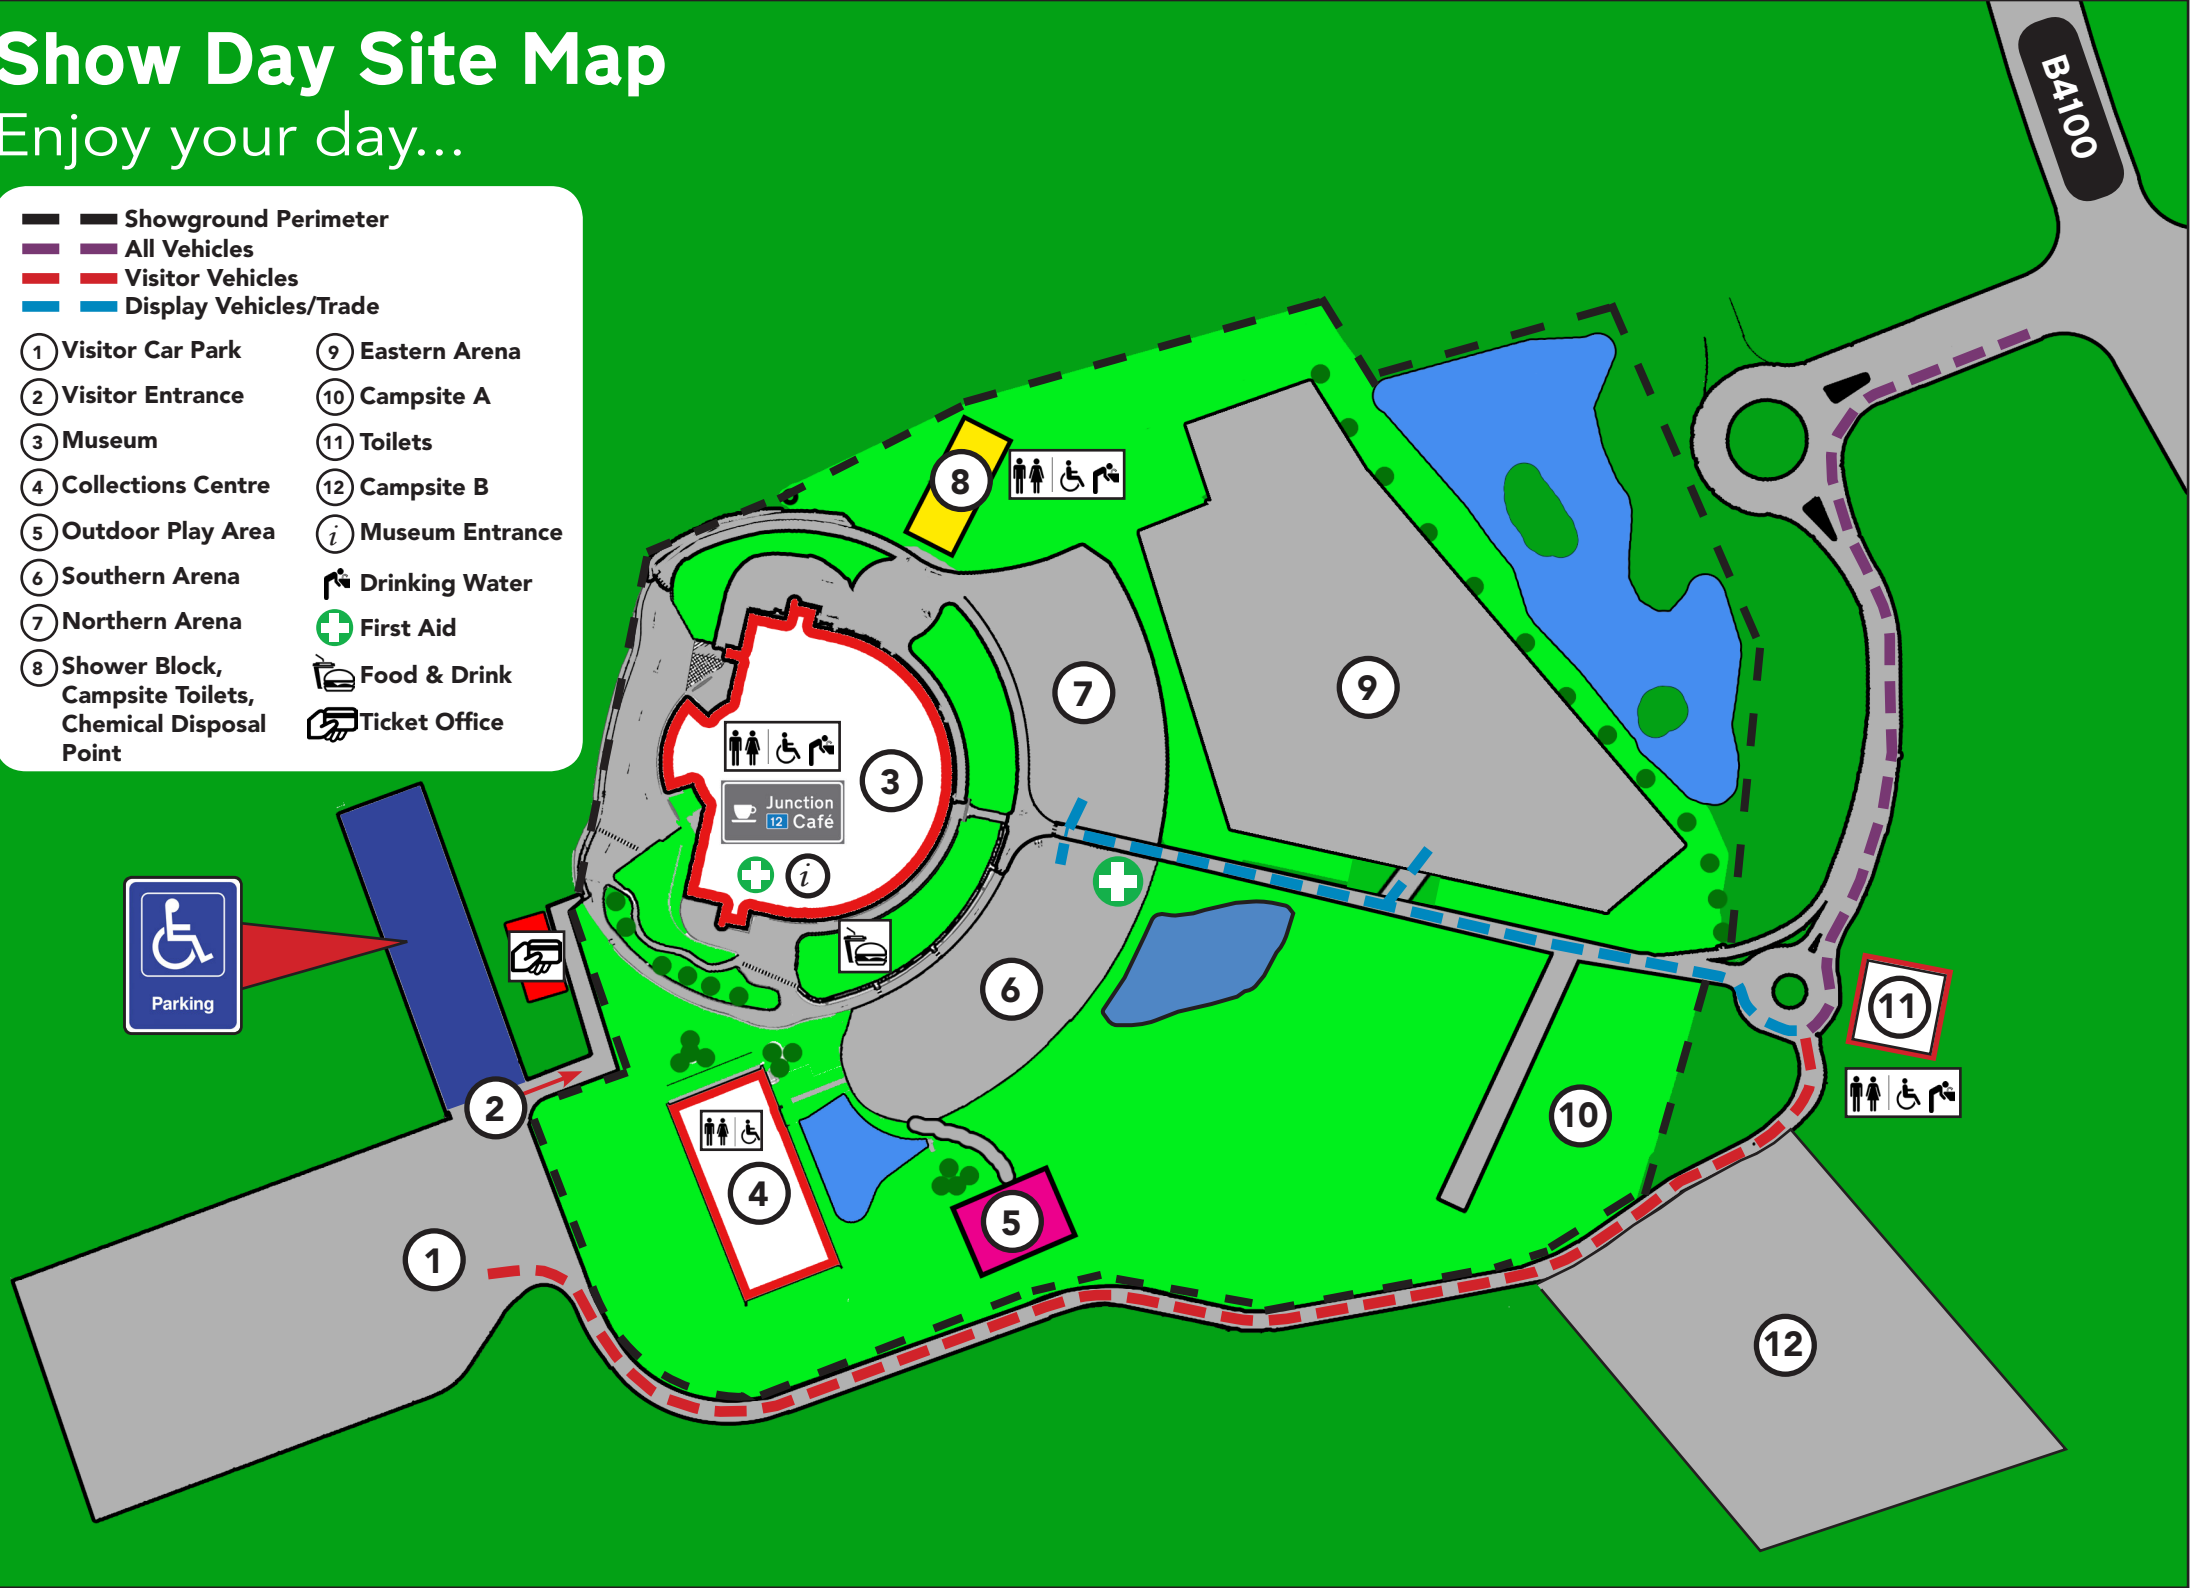 Show Day Site Map
Enjoy your day...
Showground Perimeter
All Vehicles
Visitor Vehicles
Display Vehicles/Trade
1 Visitor Car Park
2 Visitor Entrance
3 Museum
4 Collections Centre
5 Outdoor Play Area
6 Southern Arena
7 Northern Arena
8 Shower Block,
Campsite Toilets,
Chemical Disposal
Point
9 Eastern Arena
10 Campsite A
11 Toilets
12 Campsite B
i Museum Entrance
Drinking Water
First Aid
Food & Drink
Ticket Office
B4100
8
7
9
3
Junction
12 Café
i
Parking
6
11
2
10
4
5
1
12